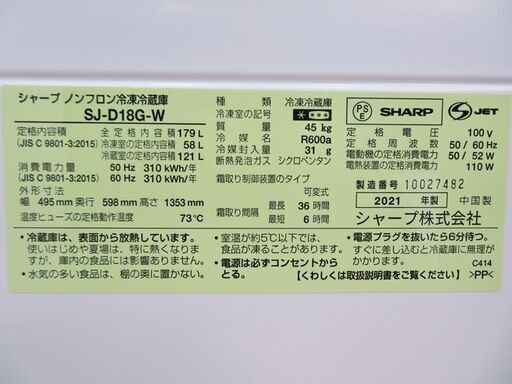 シャープ ノンフロン冷凍冷蔵庫
SJ-D18G-W
定格内容積 全定格内容積 179 L
(JIS C 9801-3:2015) 冷凍室 58 L
冷蔵室 121 L
消費電力量 50 Hz 310 kWh/年
(JIS C 9801-3:2015) 60 Hz 310 kWh/年
外形寸法
幅 495 mm 奥行 598 mm 高さ 1353 mm
温度ヒューズの定格動作温度 73℃
種類 冷凍冷蔵庫
冷凍室の記号
質量 45 kg
冷媒 R600a
冷媒封入量 31 g
断熱発泡ガス シクロペンタン
霜取り制御装置のタイプ
可変式
霜取り間隔 最長 36 時間
最短 6 時間
PS
E
SHARP
S JET
定格電圧 100 V
定格周波数 50 / 60 Hz
電動機の定格消費電力 50 / 52 W
電熱装置の定格消費電力 110 W
製造番号 10027482
2021 年製 中国製
シャープ株式会社
・冷蔵庫は、表面から放熱しています。
使いはじめや夏場は、特に熱くなりま
すが、庫内の食品には影響ありません。
・水気の多い食品は、棚の奥に置かない。
・室温が約5℃以下では、
食品が凍ることがあります。
・電源は必ずコンセントから
とる。
・電源プラグを抜いたら6分待つ。
すぐに差し込むと冷蔵庫に無理が
かかり、故障の原因になります。
【くわしくは取扱説明書をご覧ください】
C414
>PP<